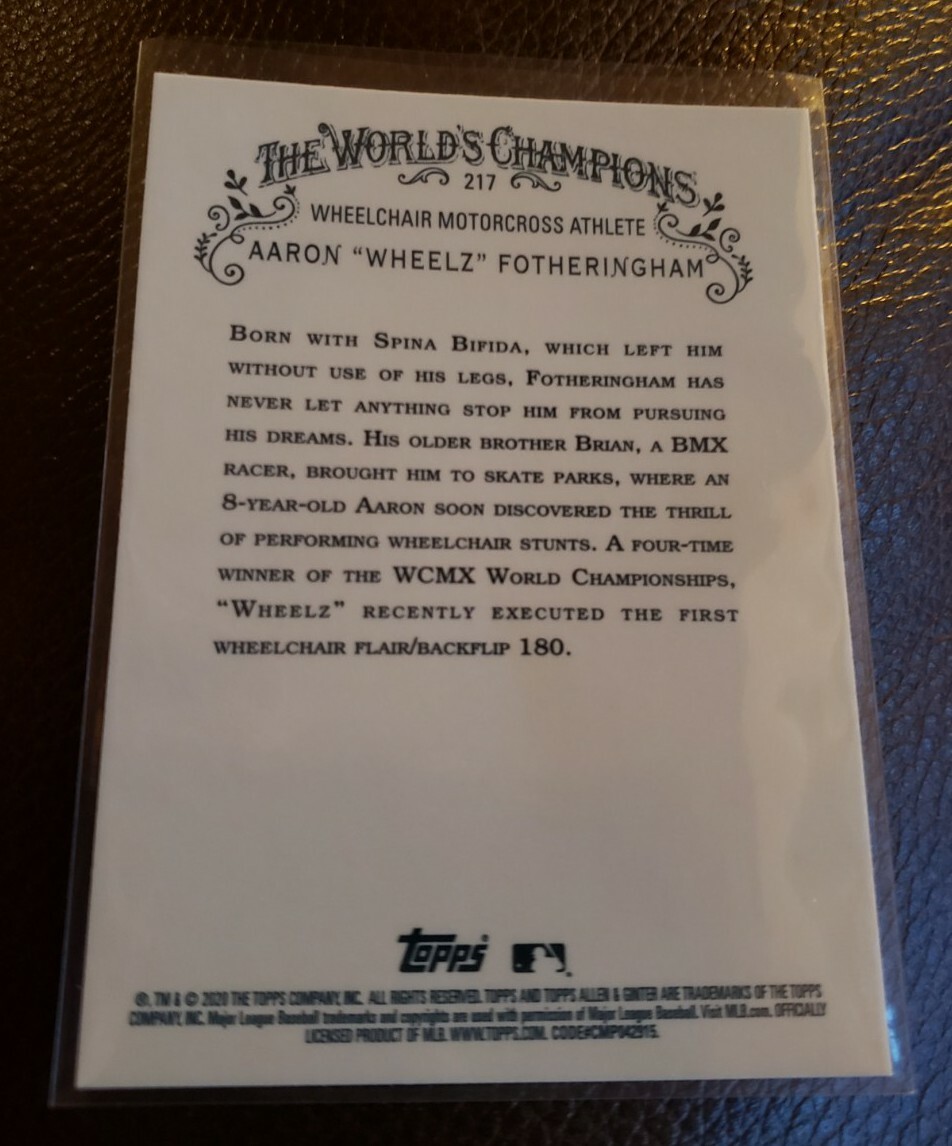 THE WORLD'S CHAMPIONS
217
WHEELCHAIR MOTORCROSS ATHLETE
AARON “WHEELZ” FOTHERINGHAM
BORN WITH SPINA BIFIDA, WHICH LEFT HIM
WITHOUT USE OF HIS LEGS, FOTHERINGHAM HAS
NEVER LET ANYTHING STOP HIM FROM PURSUING
HIS DREAMS. HIS OLDER BROTHER BRIAN, A BMX
RACER, BROUGHT HIM TO SKATE PARKS, WHERE AN
8-YEAR-OLD AARON SOON DISCOVERED THE THRILL
OF PERFORMING WHEELCHAIR STUNTS. A FOUR-TIME
WINNER OF THE WCMX WORLD CHAMPIONSHIPS,
“WHEELZ” RECENTLY EXECUTED THE FIRST
WHEELCHAIR FLAIR/BACKFLIP 180.
Topps
®, TM & © 2020 THE TOPPS COMPANY, INC. ALL RIGHTS RESERVED. TOPPS AND TOPPS ALLEN & GINTER ARE TRADEMARKS OF THE TOPPS
COMPANY, INC. Major League Baseball trademarks and copyrights are used with permission of Major League Baseball. Visit MLB.com. OFFICIALLY
LICENSED PRODUCT OF MLB. WWW.TOPPS.COM. CODE#CMP042915.